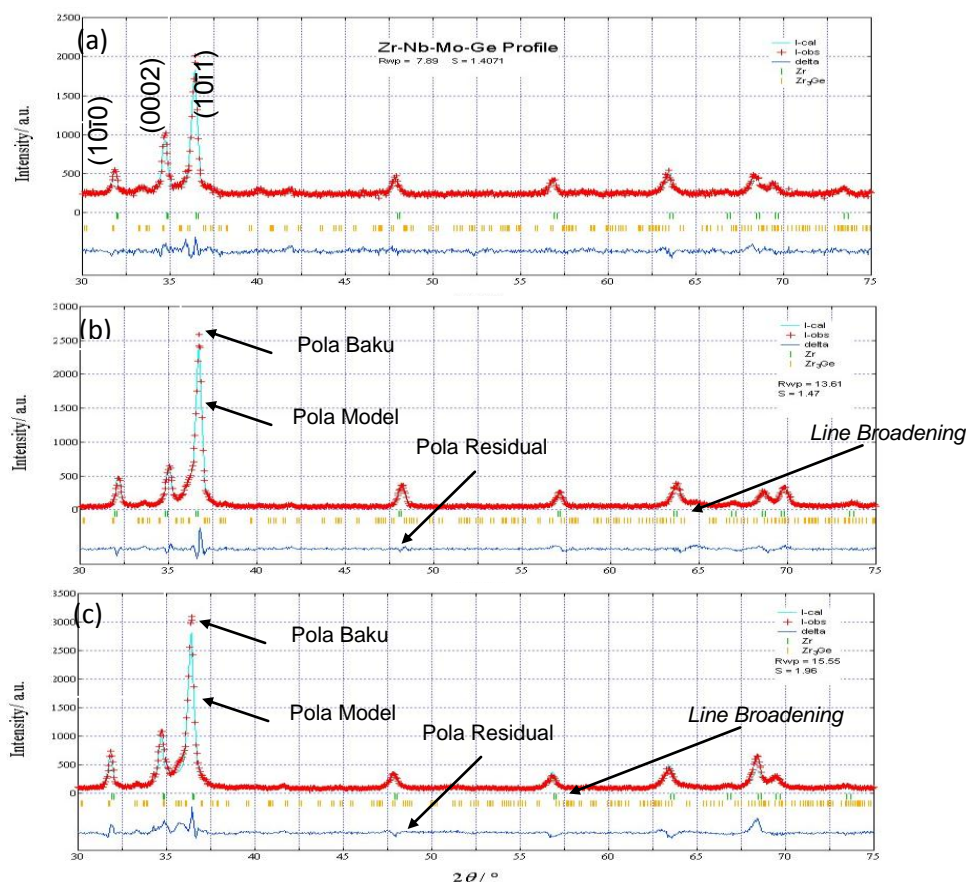 (a)
Zr-Nb-Mo-Ge Profile
Rwp = 7.89 S = 1.4071
(101̄0)
(0002)
(101̄1)
I-cal
I-obs
delta
Zr
Zr₃Ge
Intensity/ a.u.
2500
2000
1500
1000
500
0
30 35 40 45 50 55 60 65 70 75
(b)
Pola Baku
Pola Model
Pola Residual
Line Broadening
I-cal
I-obs
delta
Zr
Zr₃Ge
Rwp = 13.61
S = 1.47
Intensity/ a.u.
3000
2500
2000
1500
1000
500
0
30 35 40 45 50 55 60 65 70 75
(c)
Pola Baku
Pola Model
Pola Residual
Line Broadening
I-cal
I-obs
delta
Zr
Zr₃Ge
Rwp = 15.55
S = 1.96
Intensity/ a.u.
3500
3000
2500
2000
1500
1000
500
0
30 35 40 45 50 55 60 65 70 75
2θ/ °